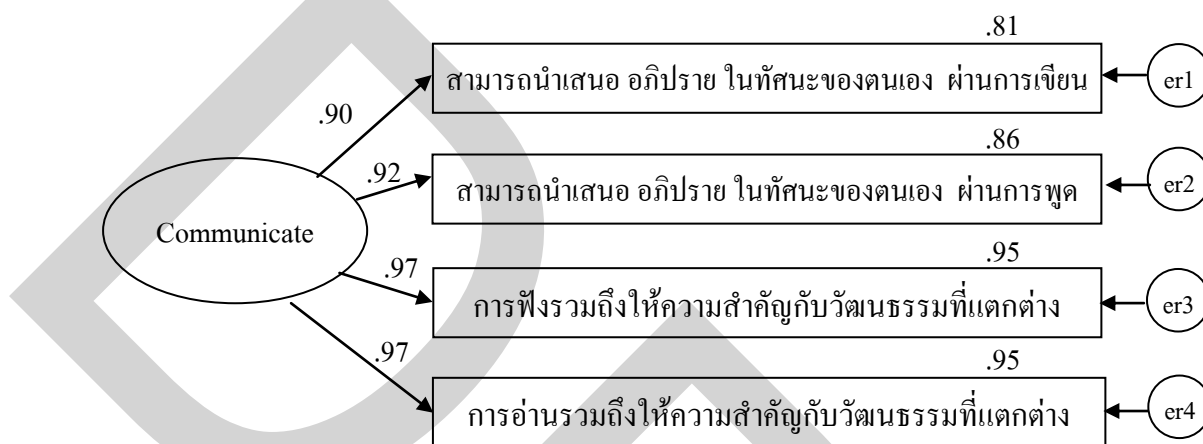 .81
สามารถนำเสนอ อภิปราย ในทัศนะของตนเอง ผ่านการเขียน
er1
.90
.86
.92
สามารถนำเสนอ อภิปราย ในทัศนะของตนเอง ผ่านการพูด
er2
Communicate
.95
.97
การฟังรวมถึงให้ความสำคัญกับวัฒนธรรมที่แตกต่าง
er3
.97
.95
การอ่านรวมถึงให้ความสำคัญกับวัฒนธรรมที่แตกต่าง
er4